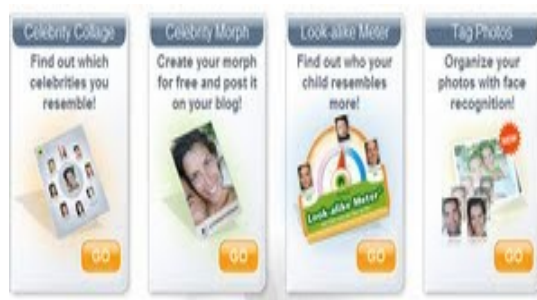 Celebrity Collage
Find out which
celebrities you
resemble!
GO
Celebrity Morph
Create your morph
for free and post it
on your blog!
GO
Look-alike Meter
Find out who your
child resembles
more!
Look-alike Meter
GO
Tag Photos
Organize your
photos with face
recognition!
NEW
GO